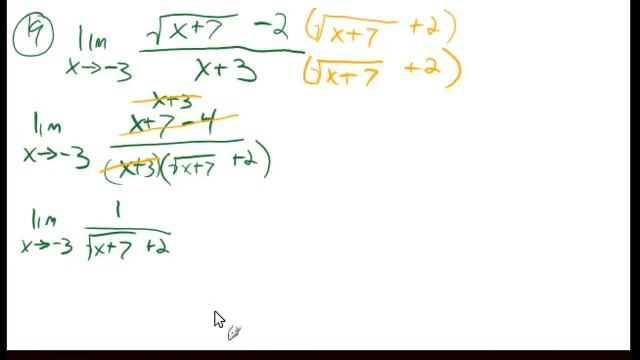 19 lim x→-3 (√(x+7) - 2)/(x+3) (√(x+7) + 2)/(√(x+7) + 2)
x+3
lim x→-3 (x+7-4)/((x+3)(√(x+7) + 2))
lim x→-3 1/(√(x+7) + 2)